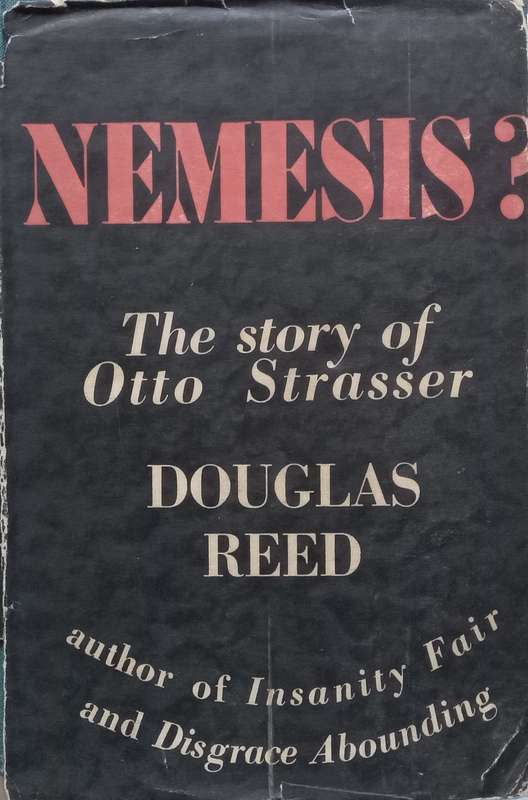 NEMESIS?
The story of
Otto Strasser
DOUGLAS
REED
author of Insanity Fair
and Disgrace Abounding